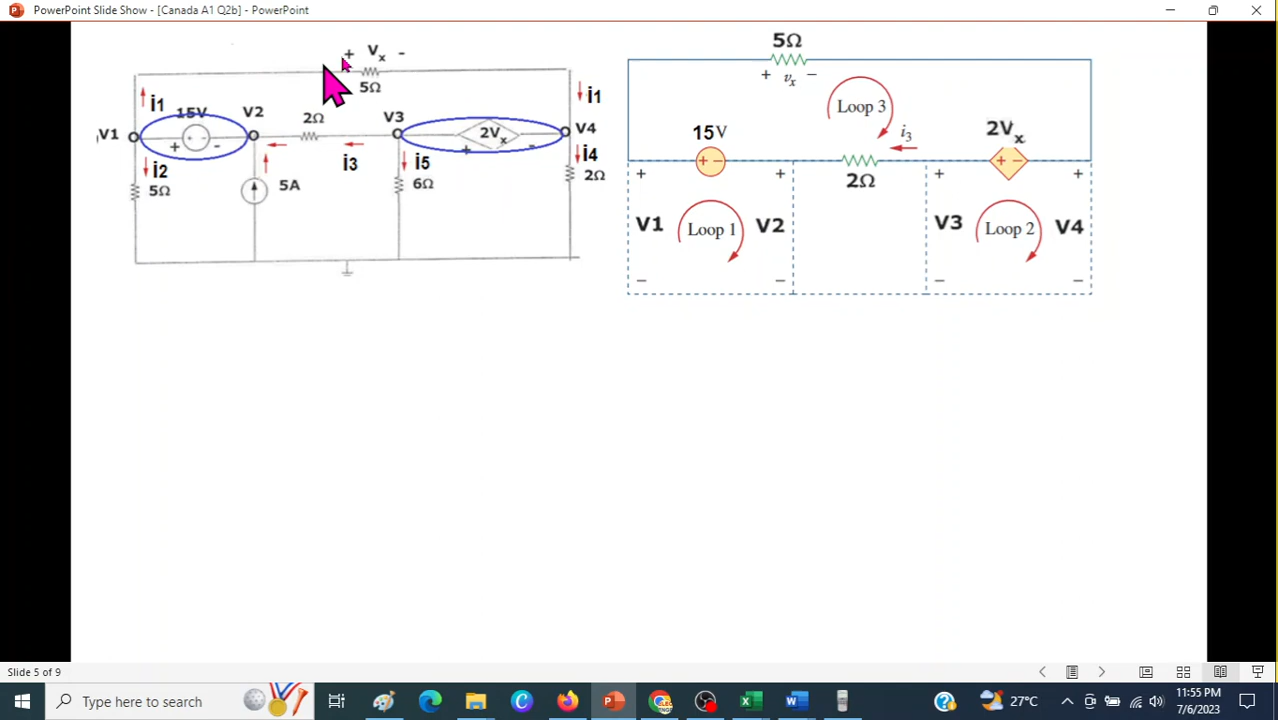 PowerPoint Slide Show - [Canada A1 Q2b] - PowerPoint
+ Vx -
5Ω
i1
i1
15V
V2
2Ω
V3
V1
+ -
2Vx
+ -
V4
i2
i3
i5
i4
5Ω
5A
6Ω
2Ω
5Ω
+ vx −
Loop 3
i3
15V
2Vx
+ −
+ −
2Ω
+ + + +
V1 Loop 1 V2
V3 Loop 2 V4
− − − −
Slide 5 of 9
Type here to search
27°C
11:55 PM
7/6/2023